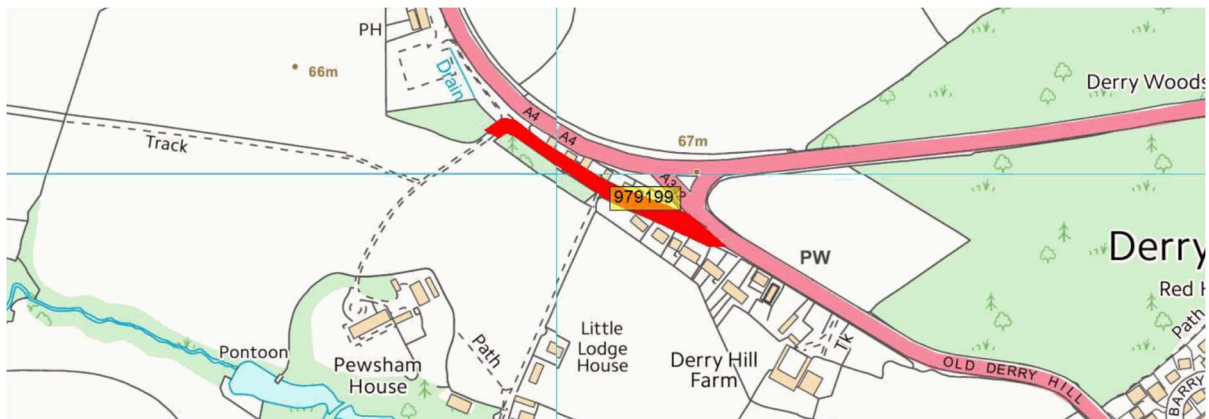 PH
66m
Drain
A4
A4
Derry Woods
67m
Track
979199
Derry
PW
Red H
Path
Little
Lodge
House
Tk
Path
Pontoon
Pewsham
House
Derry Hill
Farm
OLD DERRY HILL
BARRY